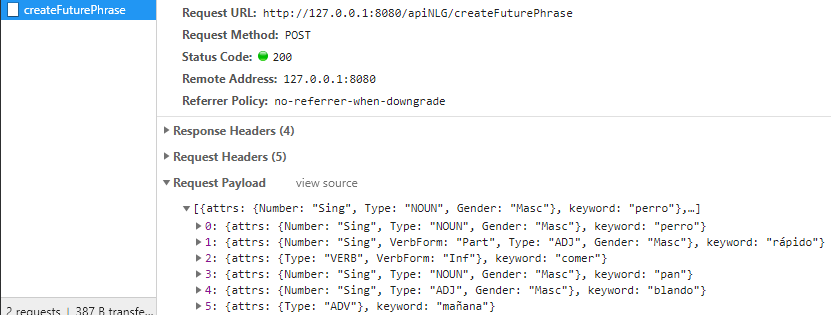 createFuturePhrase
Request URL: http://127.0.0.1:8080/apiNLG/createFuturePhrase
Request Method: POST
Status Code: 200
Remote Address: 127.0.0.1:8080
Referrer Policy: no-referrer-when-downgrade
Response Headers (4)
Request Headers (5)
Request Payload view source
[{attrs: {Number: "Sing", Type: "NOUN", Gender: "Masc"}, keyword: "perro"},…]
0: {attrs: {Number: "Sing", Type: "NOUN", Gender: "Masc"}, keyword: "perro"}
1: {attrs: {Number: "Sing", VerbForm: "Part", Type: "ADJ", Gender: "Masc"}, keyword: "rápido"}
2: {attrs: {Type: "VERB", VerbForm: "Inf"}, keyword: "comer"}
3: {attrs: {Number: "Sing", Type: "NOUN", Gender: "Masc"}, keyword: "pan"}
4: {attrs: {Number: "Sing", Type: "ADJ", Gender: "Masc"}, keyword: "blando"}
5: {attrs: {Type: "ADV"}, keyword: "mañana"}
2 requests | 387 B transfe...